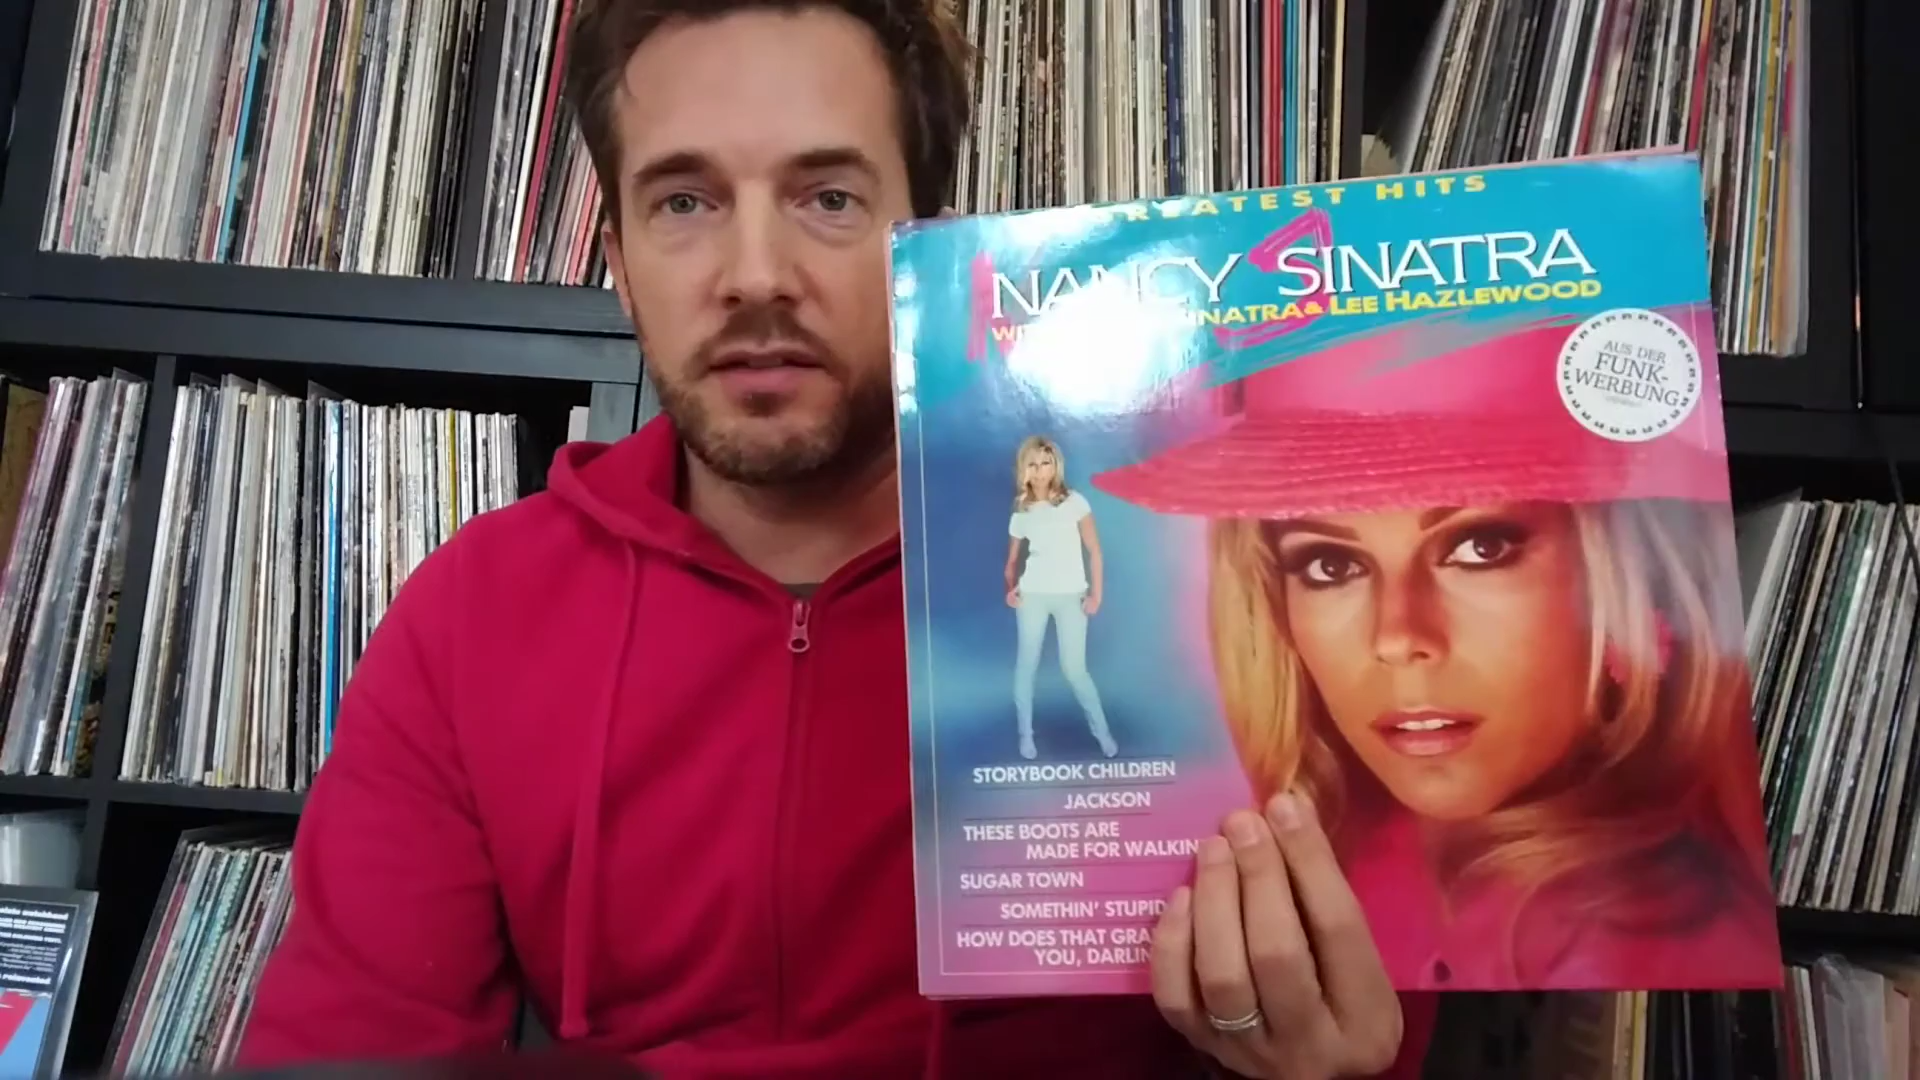 GREATEST HITS
NANCY SINATRA
SINATRA & LEE HAZLEWOOD
AUS DER
FUNK-
WERBUNG
STORYBOOK CHILDREN
JACKSON
THESE BOOTS ARE
MADE FOR WALKIN'
SUGAR TOWN
SOMETHIN' STUPID
HOW DOES THAT GRA
YOU, DARLIN